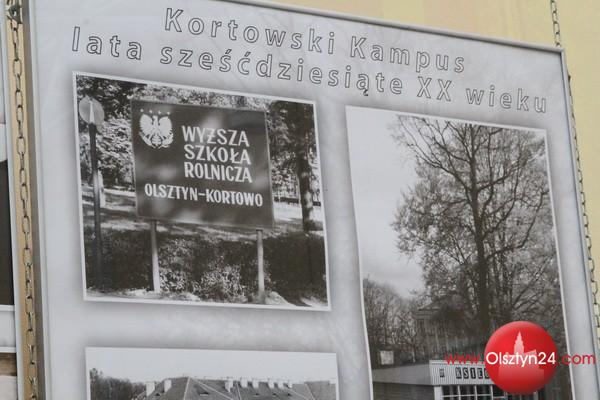 Kortowski Kampus
lata sześćdziesiąte XX wieku
WYŻSZA
SZKOŁA
ROLNICZA
OLSZTYN-KORTOWO
www.Olsztyn24.com